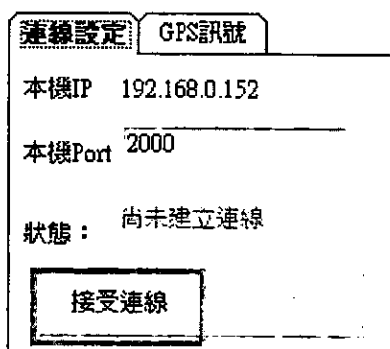 連線設定 GPS訊號
本機IP 192.168.0.152
本機Port 2000
狀態： 尚未建立連線
接受連線